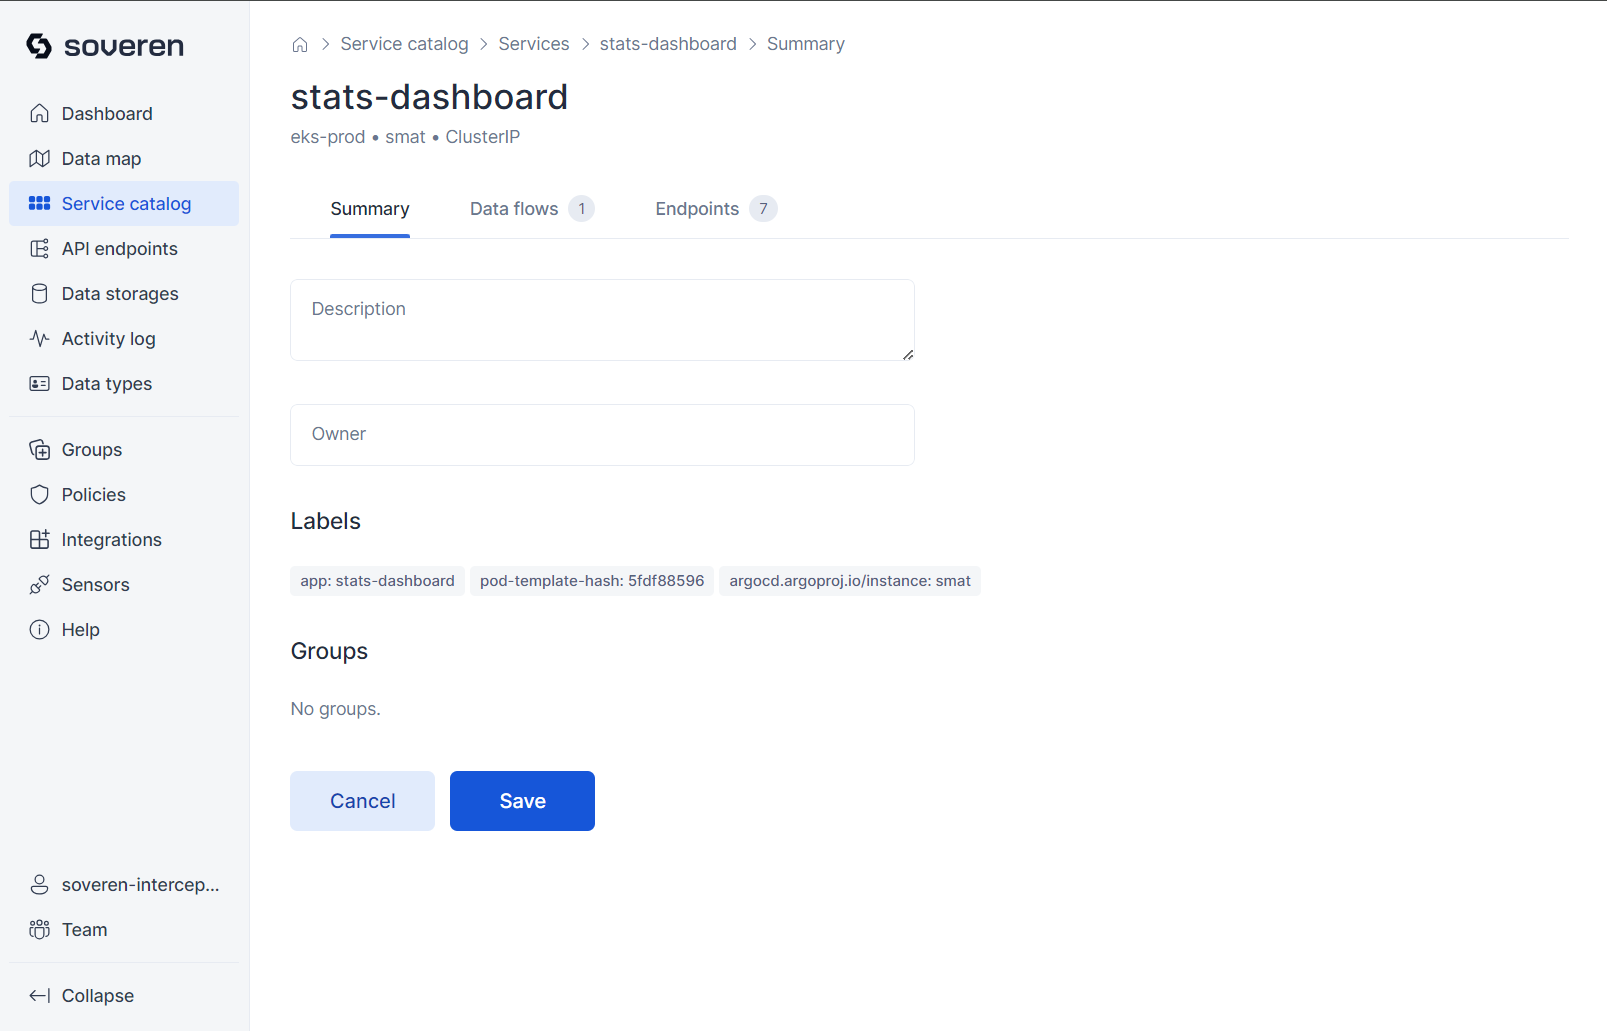 soveren
Dashboard
Data map
Service catalog
API endpoints
Data storages
Activity log
Data types
Groups
Policies
Integrations
Sensors
Help
soveren-intercep...
Team
Collapse
Service catalog > Services > stats-dashboard > Summary
stats-dashboard
eks-prod • smat • ClusterIP
Summary Data flows 1 Endpoints 7
Description
Owner
Labels
app: stats-dashboard pod-template-hash: 5fdf88596 argocd.argoproj.io/instance: smat
Groups
No groups.
Cancel Save